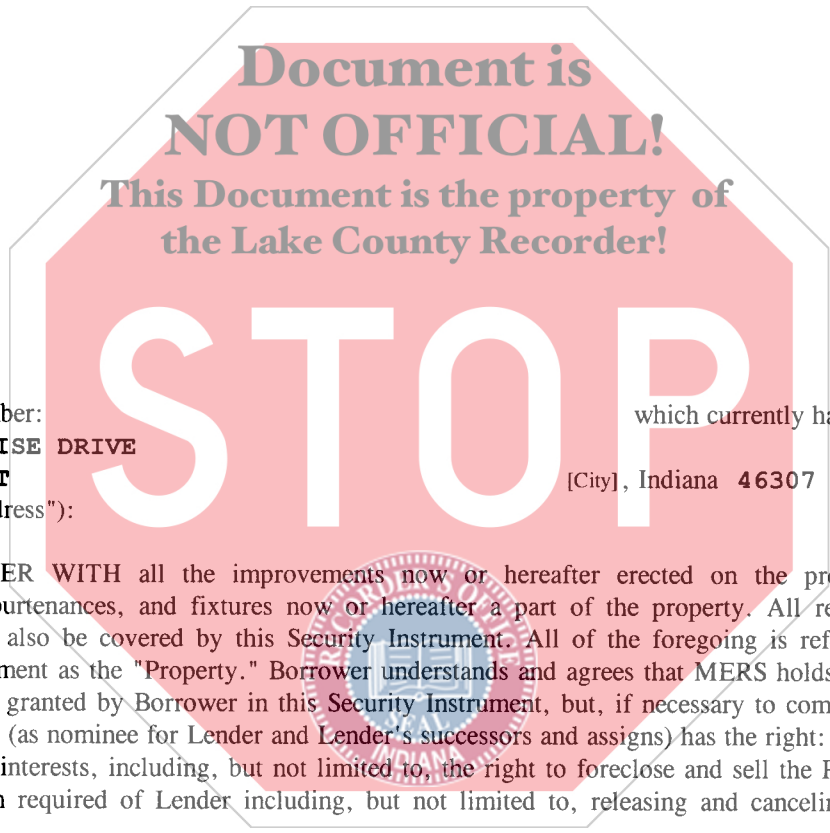 Document is
NOT OFFICIAL!
This Document is the property of
the Lake County Recorder!
STOP
ber: which currently ha
ISE DRIVE
T [City], Indiana 46307
dress"):
ER WITH all the improvements now or hereafter erected on the pro
purtenances, and fixtures now or hereafter a part of the property. All re
also be covered by this Security Instrument. All of the foregoing is ref
ment as the "Property." Borrower understands and agrees that MERS holds
granted by Borrower in this Security Instrument, but, if necessary to com
(as nominee for Lender and Lender's successors and assigns) has the right:
interests, including, but not limited to, the right to foreclose and sell the P
n required of Lender including, but not limited to, releasing and cancelin
RECORDER'S OFFICE
SEAL
INDIANA